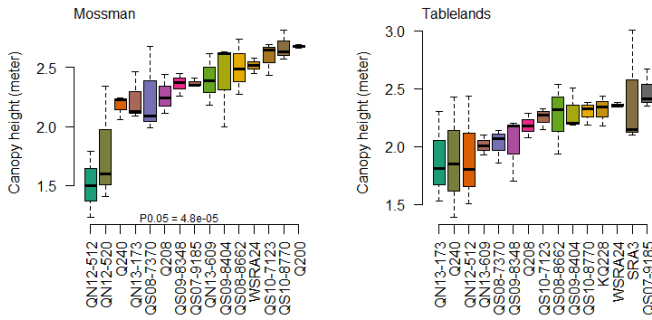 Mossman
Canopy height (meter)
2.5
2.0
1.5
P0.05 = 4.8e-05
QN12-512
QN12-520
Q240
QN13-173
QS08-7370
Q208
QS09-8348
QS07-9185
QN13-609
QS09-8404
QS08-8662
WSRA24
QS10-7123
QS10-8770
Q200
Tablelands
Canopy height (meter)
3.0
2.5
2.0
1.5
QN13-173
Q240
QN12-512
QN13-609
QS08-7370
QS09-8348
Q208
QS10-7123
QS08-8662
QS09-8404
QS10-8770
KQ228
WSRA24
SRA3
QS07-9185